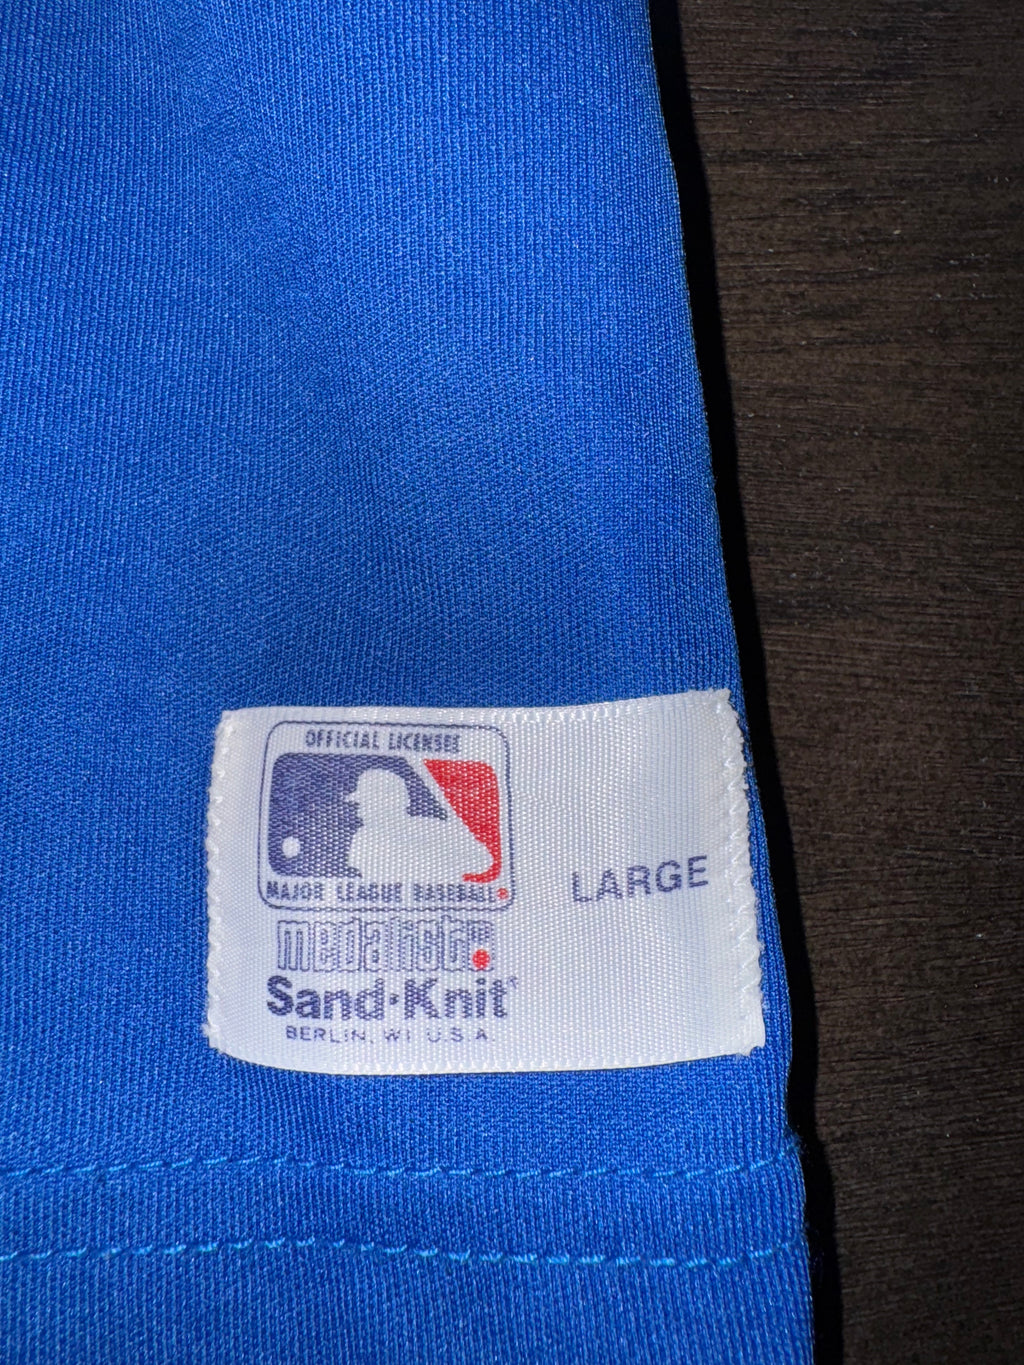 OFFICIAL LICENSEE
MAJOR LEAGUE BASEBALL
LARGE
medalist
Sand·Knit
BERLIN, WI U.S.A.